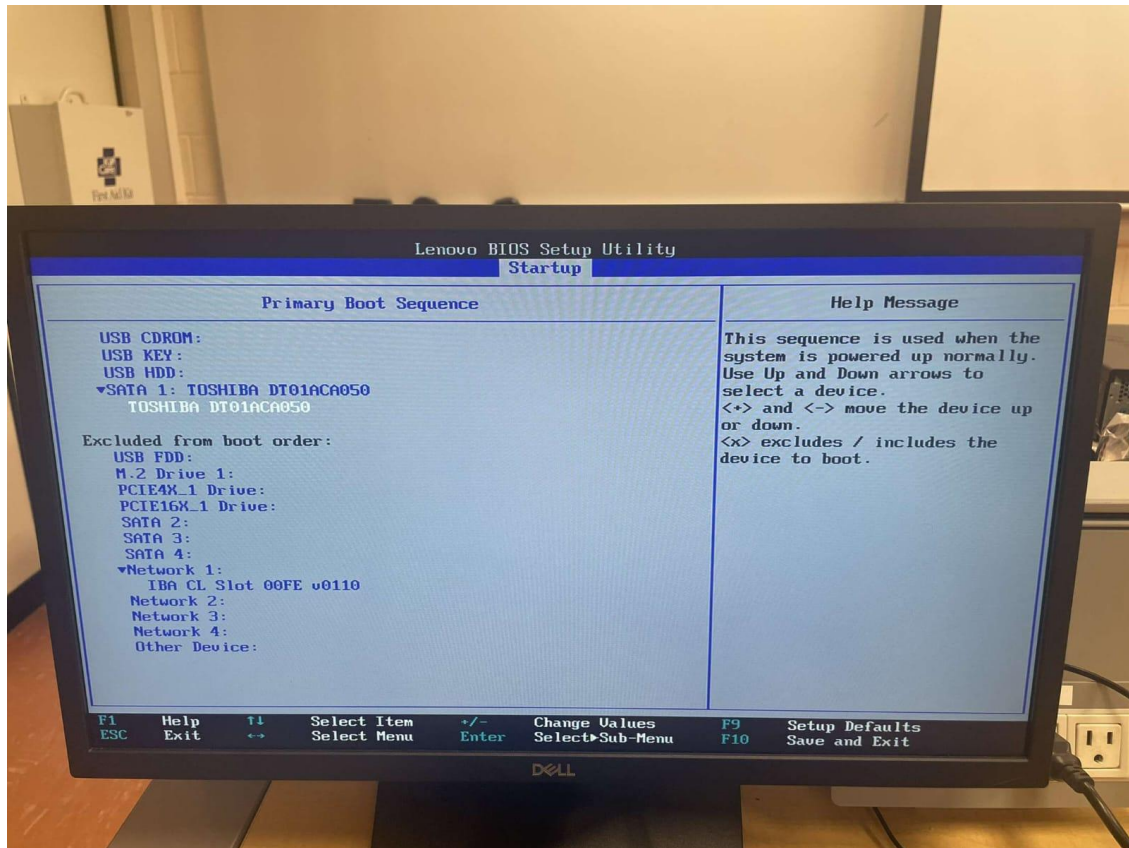 First Aid Kit
Lenovo BIOS Setup Utility
Startup
Primary Boot Sequence
USB CDROM:
USB KEY:
USB HDD:
▾SATA 1: TOSHIBA DT01ACA050
TOSHIBA DT01ACA050
Excluded from boot order:
USB FDD:
M.2 Drive 1:
PCIE4X_1 Drive:
PCIE16X_1 Drive:
SATA 2:
SATA 3:
SATA 4:
▾Network 1:
IBA CL Slot 00FE v0110
Network 2:
Network 3:
Network 4:
Other Device:
Help Message
This sequence is used when the
system is powered up normally.
Use Up and Down arrows to
select a device.
<+> and <-> move the device up
or down.
<x> excludes / includes the
device to boot.
F1 Help ↑↓ Select Item +/- Change Values F9 Setup Defaults
ESC Exit ←→ Select Menu Enter Select▸Sub-Menu F10 Save and Exit
DELL